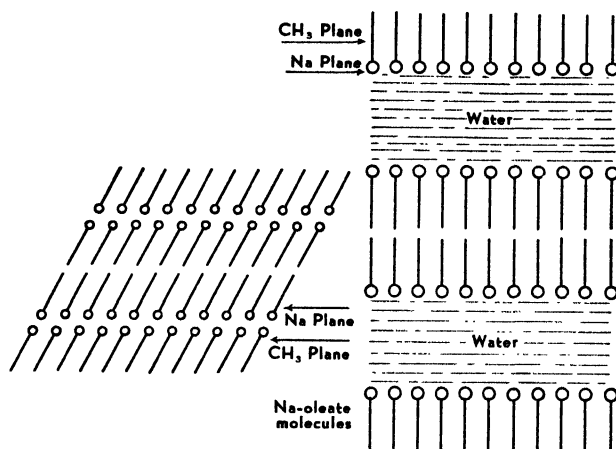 CH₃ Plane
Na Plane
Water
Na Plane
CH₃ Plane
Water
Na-oleate
molecules